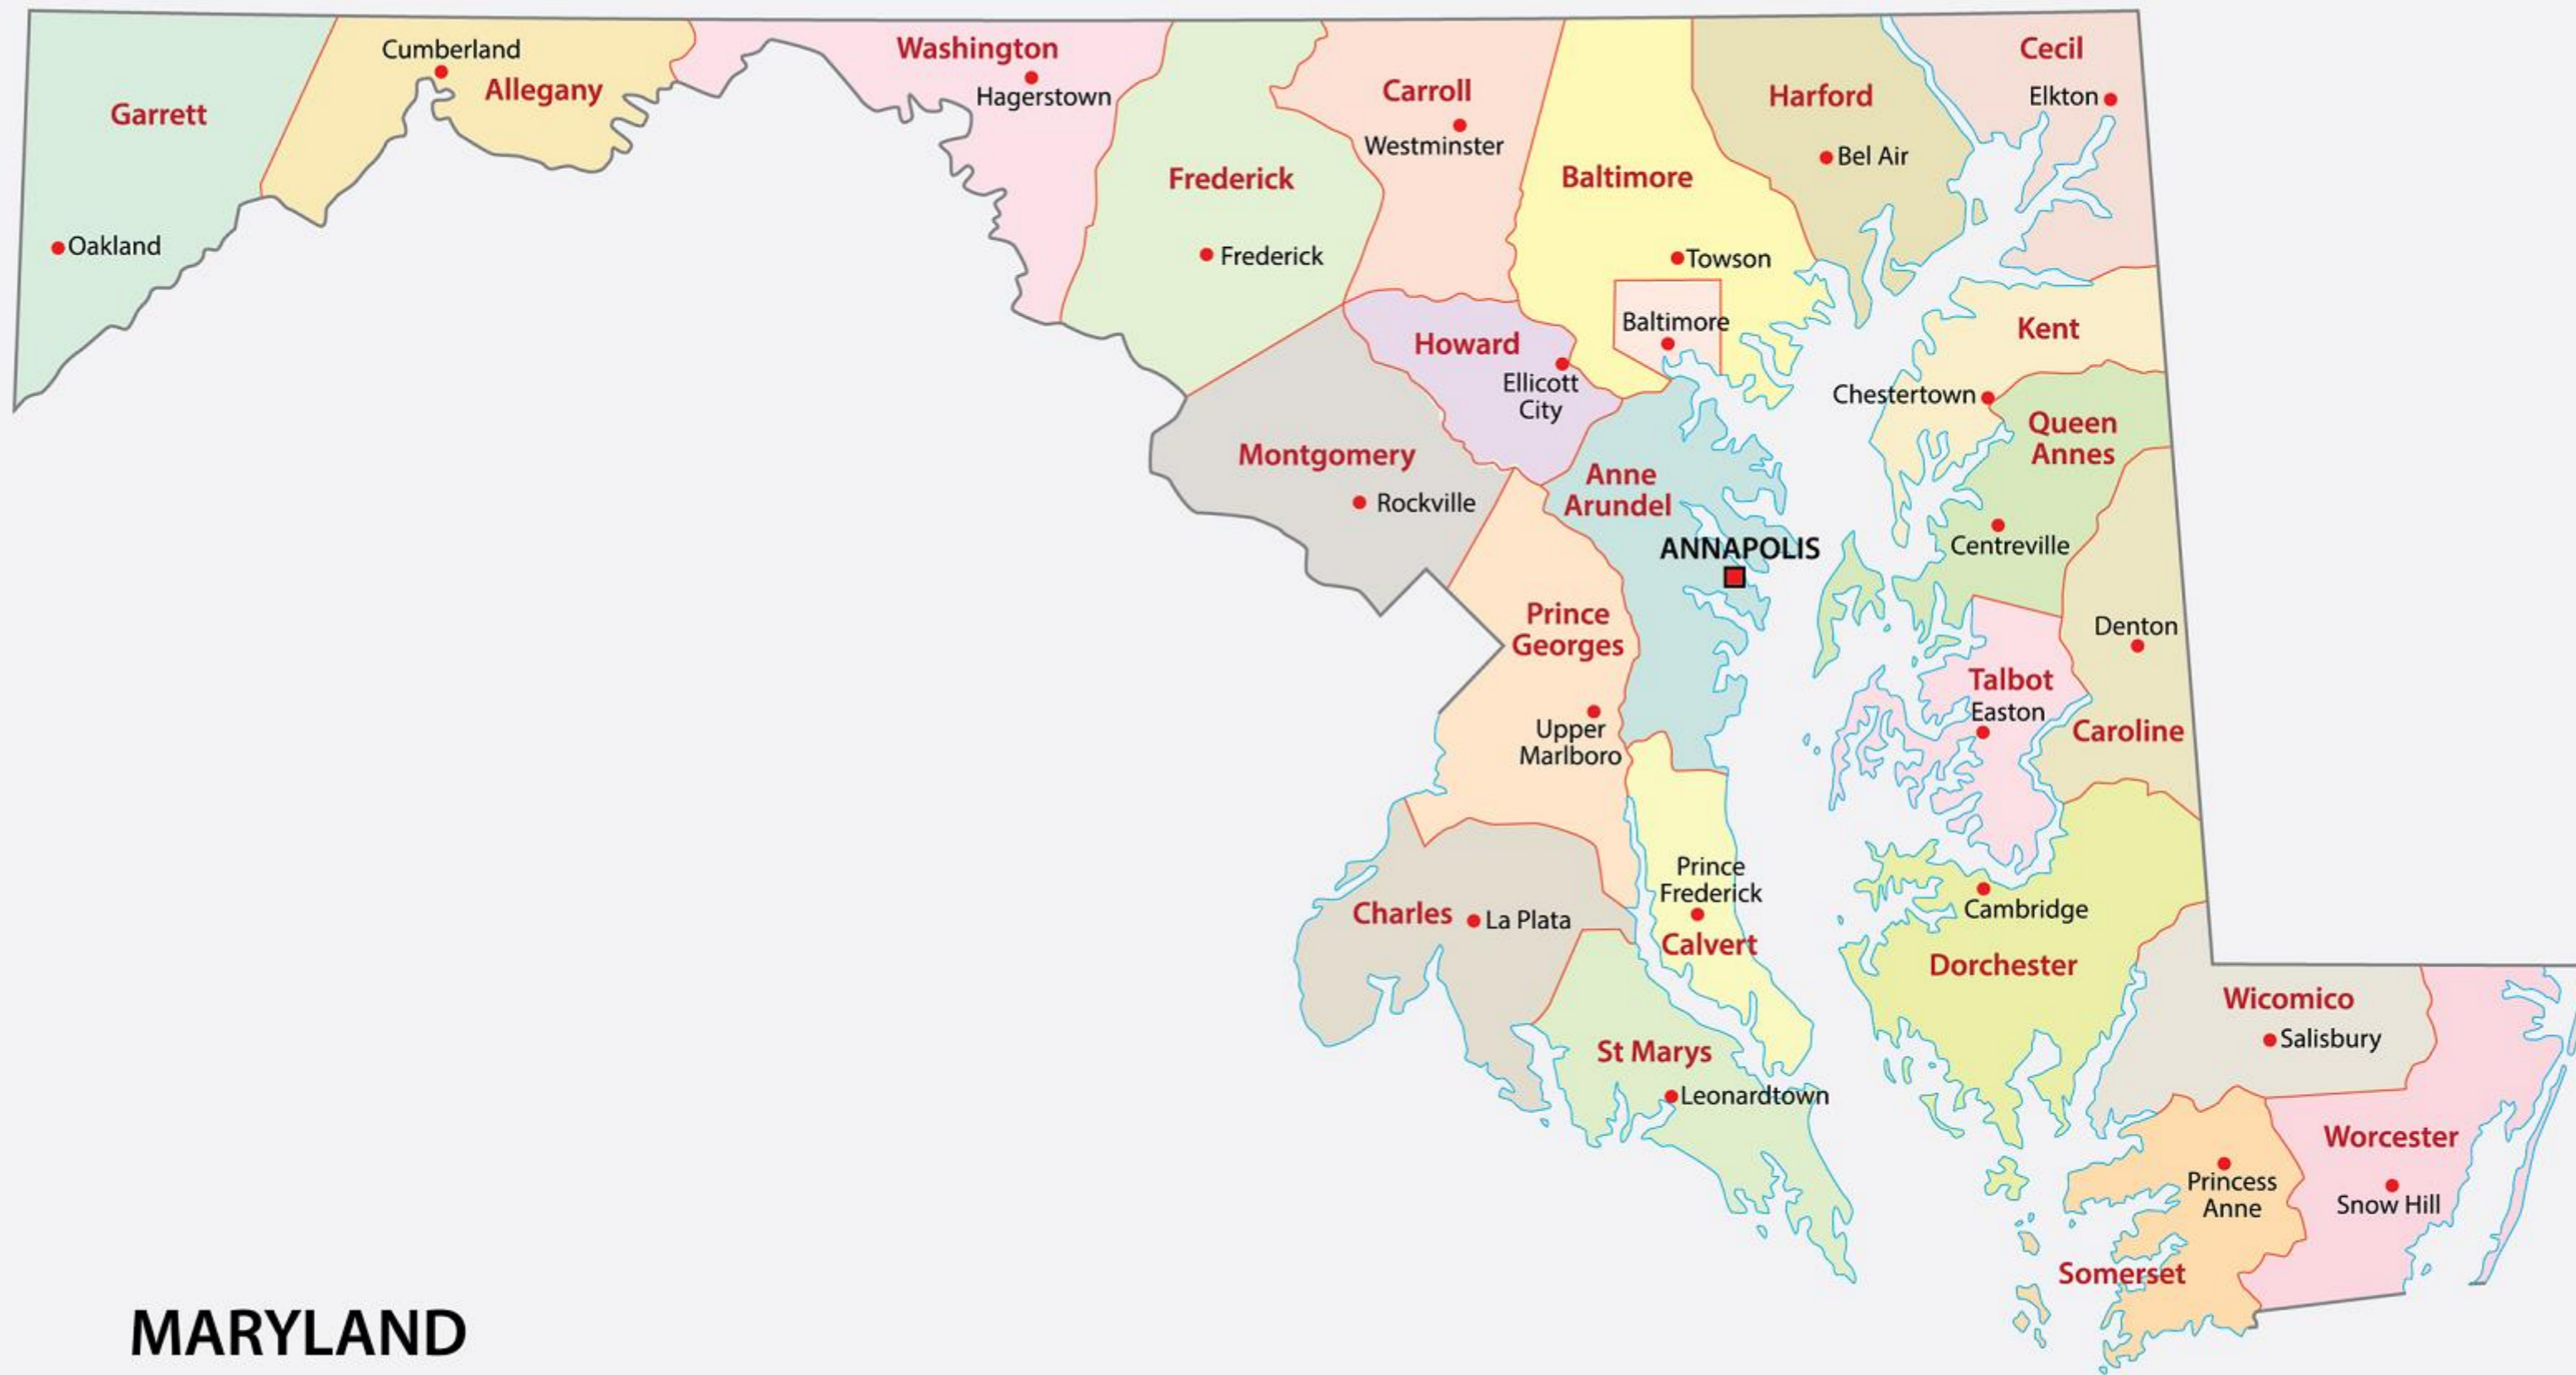 Garrett
Oakland
Cumberland
Allegany
Washington
Hagerstown
Frederick
Frederick
Carroll
Westminster
Baltimore
Towson
Baltimore
Harford
Bel Air
Cecil
Elkton
Howard
Ellicott
City
Montgomery
Rockville
Anne
Arundel
ANNAPOLIS
Kent
Chestertown
Queen
Annes
Centreville
Prince
Georges
Upper
Marlboro
Denton
Caroline
Talbot
Easton
Charles
La Plata
Prince
Frederick
Calvert
Cambridge
Dorchester
St Marys
Leonardtown
Wicomico
Salisbury
Worcester
Snow Hill
Princess
Anne
Somerset
MARYLAND